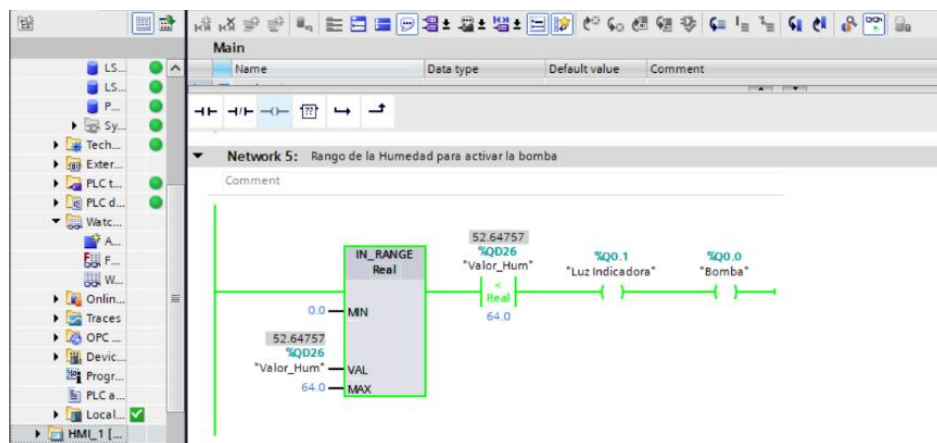 Main
Name Data type Default value Comment
LS...
LS...
P...
Sy...
Tech...
Exter...
PLC t...
PLC d...
Watc...
A...
F...
W...
Onlin...
Traces
OPC ...
Devic...
Progr...
PLC a...
Local...
HMI_1 [...
??
Network 5: Rango de la Humedad para activar la bomba
Comment
IN_RANGE
Real
0.0 MIN
52.64757
%QD26
"Valor_Hum" VAL
64.0 MAX
52.64757
%QD26
"Valor_Hum"
<
Real
64.0
%Q0.1
"Luz Indicadora"
%Q0.0
"Bomba"